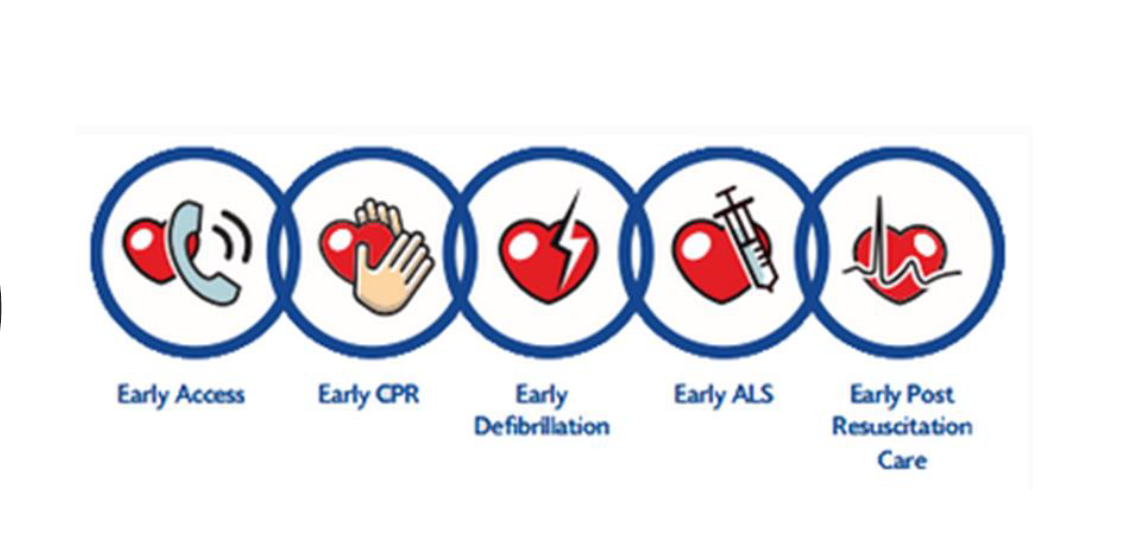 Early Access
Early CPR
Early
Defibrillation
Early ALS
Early Post
Resuscitation
Care